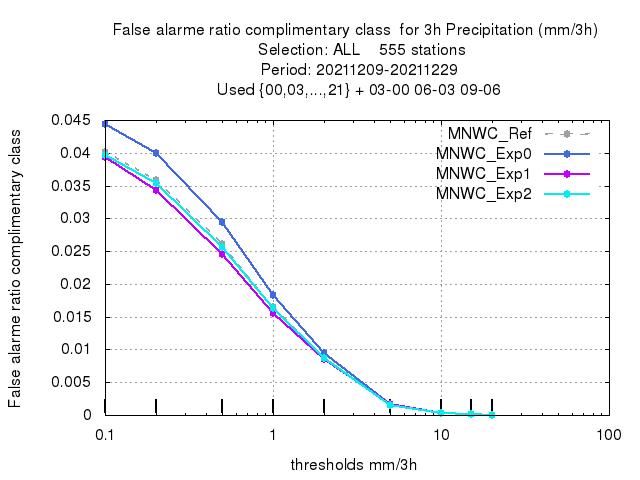 False alarme ratio complimentary class  for 3h Precipitation (mm/3h)
Selection: ALL    555 stations
Period: 20211209-20211229
Used {00,03,...,21} + 03-00 06-03 09-06
False alarme ratio complimentary class
0.045
0.04
0.035
0.03
0.025
0.02
0.015
0.01
0.005
0
MNWC_Ref
MNWC_Exp0
MNWC_Exp1
MNWC_Exp2
0.1
1
10
100
thresholds mm/3h